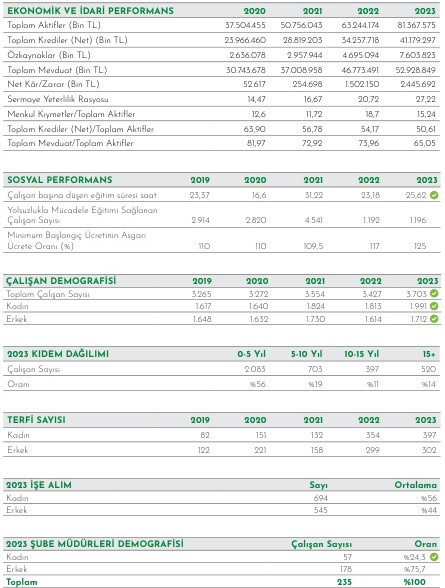 EKONOMİK VE İDARİ PERFORMANS 2020 2021 2022 2023
Toplam Aktifler (Bin TL) 37.504.455 50.756.043 63.244.174 81.367.575
Toplam Krediler (Net) (Bin TL) 23.966.460 28.819.203 34.257.718 41.179.297
Özkaynaklar (Bin TL) 2.636.078 2.957.944 4.695.094 7.603.823
Toplam Mevduat (Bin TL) 30.743.678 37.008.958 46.773.491 52.928.849
Net Kâr/Zarar (Bin TL) 52.617 254.698 1.502.150 2.445.692
Sermaye Yeterlilik Rasyosu 14,47 16,67 20,72 27,22
Menkul Kıymetler/Toplam Aktifler 12,6 11,72 18,7 15,24
Toplam Krediler (Net)/Toplam Aktifler 63,90 56,78 54,17 50,61
Toplam Mevduat/Toplam Aktifler 81,97 72,92 73,96 65,05
SOSYAL PERFORMANS 2019 2020 2021 2022 2023
Çalışan başına düşen eğitim süresi saat 23,37 16,6 31,22 23,18 25,62
Yolsuzlukla Mücadele Eğitimi Sağlanan
Çalışan Sayısı 2.914 2.820 4.541 1.192 1.196
Minimum Başlangıç Ücretinin Asgari
Ücrete Oranı (%) 110 110 109,5 117 125
ÇALIŞAN DEMOGRAFİSİ 2019 2020 2021 2022 2023
Toplam Çalışan Sayısı 3.265 3.272 3.554 3.427 3.703
Kadın 1.617 1.640 1.824 1.813 1.991
Erkek 1.648 1.632 1.730 1.614 1.712
2023 KIDEM DAĞILIMI 0-5 Yıl 5-10 Yıl 10-15 Yıl 15+
Çalışan Sayısı 2.083 703 397 520
Oranı %56 %19 %11 %14
TERFİ SAYISI 2019 2020 2021 2022 2023
Kadın 82 151 132 354 397
Erkek 122 221 158 299 302
2023 İŞE ALIM Sayı Ortalama
Kadın 694 %56
Erkek 545 %44
2023 ŞUBE MÜDÜRLERİ DEMOGRAFİSİ Çalışan Sayısı Oran
Kadın 57 %24,3
Erkek 178 %75,7
Toplam 235 %100